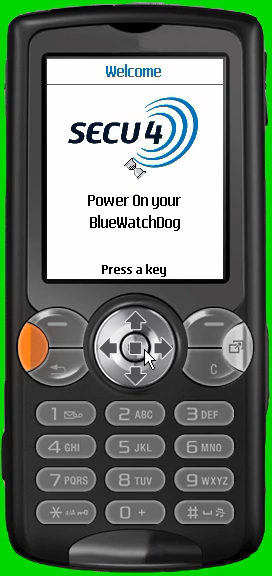 Welcome
SECU4
Power On your
BlueWatchDog
Press a key
C
1
2 ABC
3 DEF
4 GHI
5 JKL
6 MNO
7 PQRS
8 TUV
9 WXYZ
* a/A
0 +
#